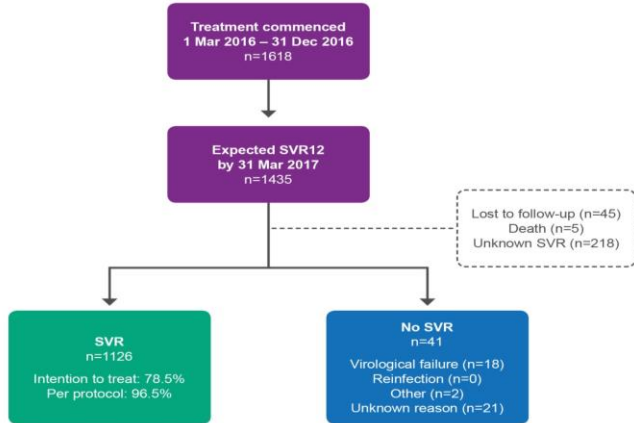 Treatment commenced
1 Mar 2016 – 31 Dec 2016
n=1618
Expected SVR12
by 31 Mar 2017
n=1435
Lost to follow-up (n=45)
Death (n=5)
Unknown SVR (n=218)
SVR
n=1126
Intention to treat: 78.5%
Per protocol: 96.5%
No SVR
n=41
Virological failure (n=18)
Reinfection (n=0)
Other (n=2)
Unknown reason (n=21)